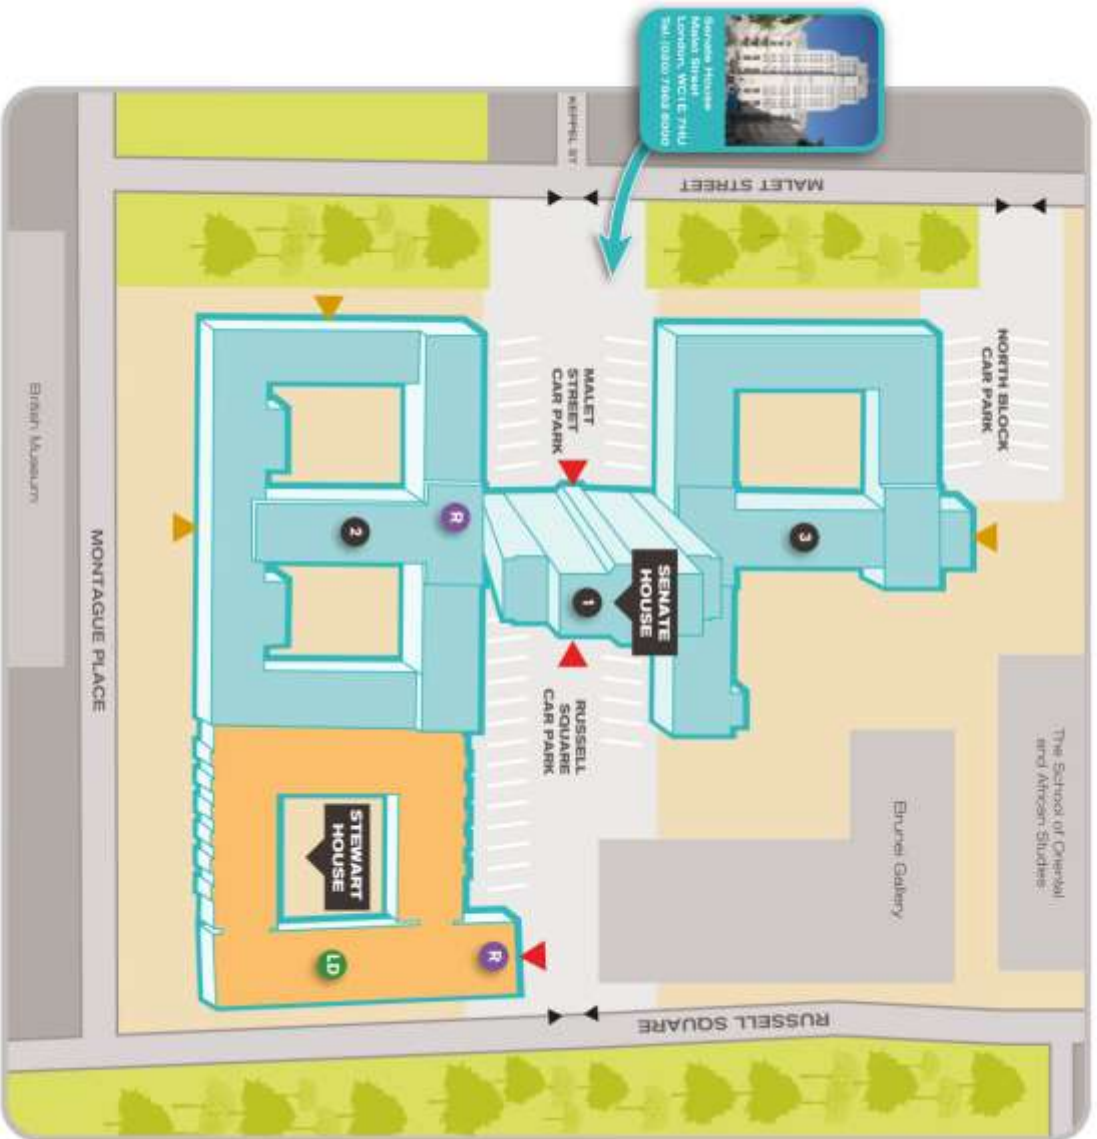 Senate House
Malet Street
London, WC1E 7HU
Tel: (020) 7862 8000
KEPPEL ST
MALET STREET
NORTH BLOCK
CAR PARK
MALET
STREET
CAR PARK
British Museum
MONTAGUE PLACE
R
2
3
SENATE
HOUSE
1
RUSSELL
SQUARE
CAR PARK
The School of Oriental
and African Studies
Brunei Gallery
STEWART
HOUSE
LD
R
RUSSELL SQUARE